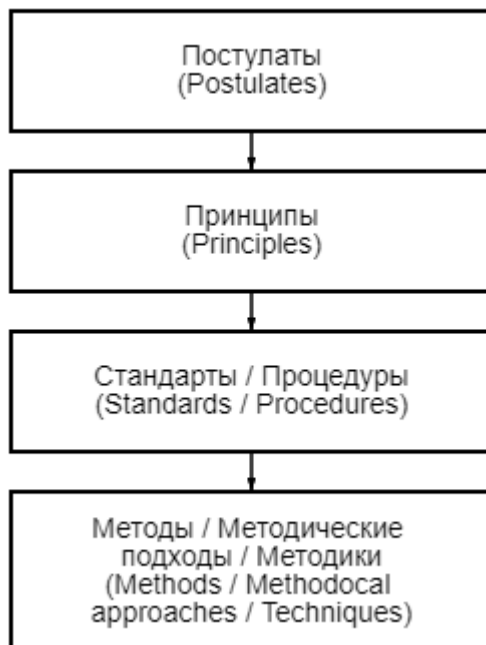 Постулаты
(Postulates)
Принципы
(Principles)
Стандарты / Процедуры
(Standards / Procedures)
Методы / Методические
подходы / Методики
(Methods / Methodocal
approaches / Techniques)